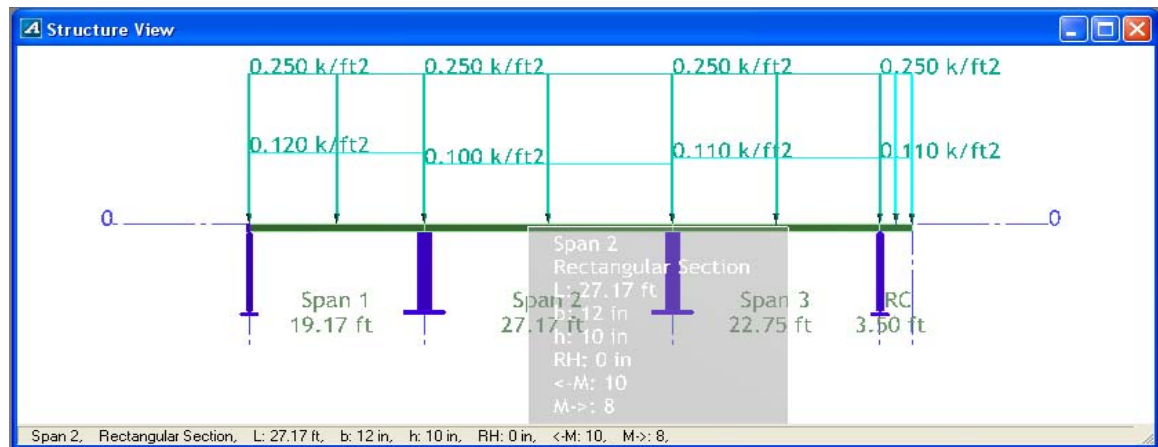 Structure View
0.250 k/ft2 0.250 k/ft2 0.250 k/ft2 0.250 k/ft2
0.120 k/ft2 0.100 k/ft2 0.110 k/ft2 0.110 k/ft2
0 0
Span 1 Span 2 Span 3 RC
19.17 ft 27.17 ft 22.75 ft 3.50 ft
Span 2
Rectangular Section
L: 27.17 ft
b: 12 in
h: 10 in
RH: 0 in
<-M: 10
M->: 8
Span 2, Rectangular Section, L: 27.17 ft, b: 12 in, h: 10 in, RH: 0 in, <-M: 10, M->: 8,